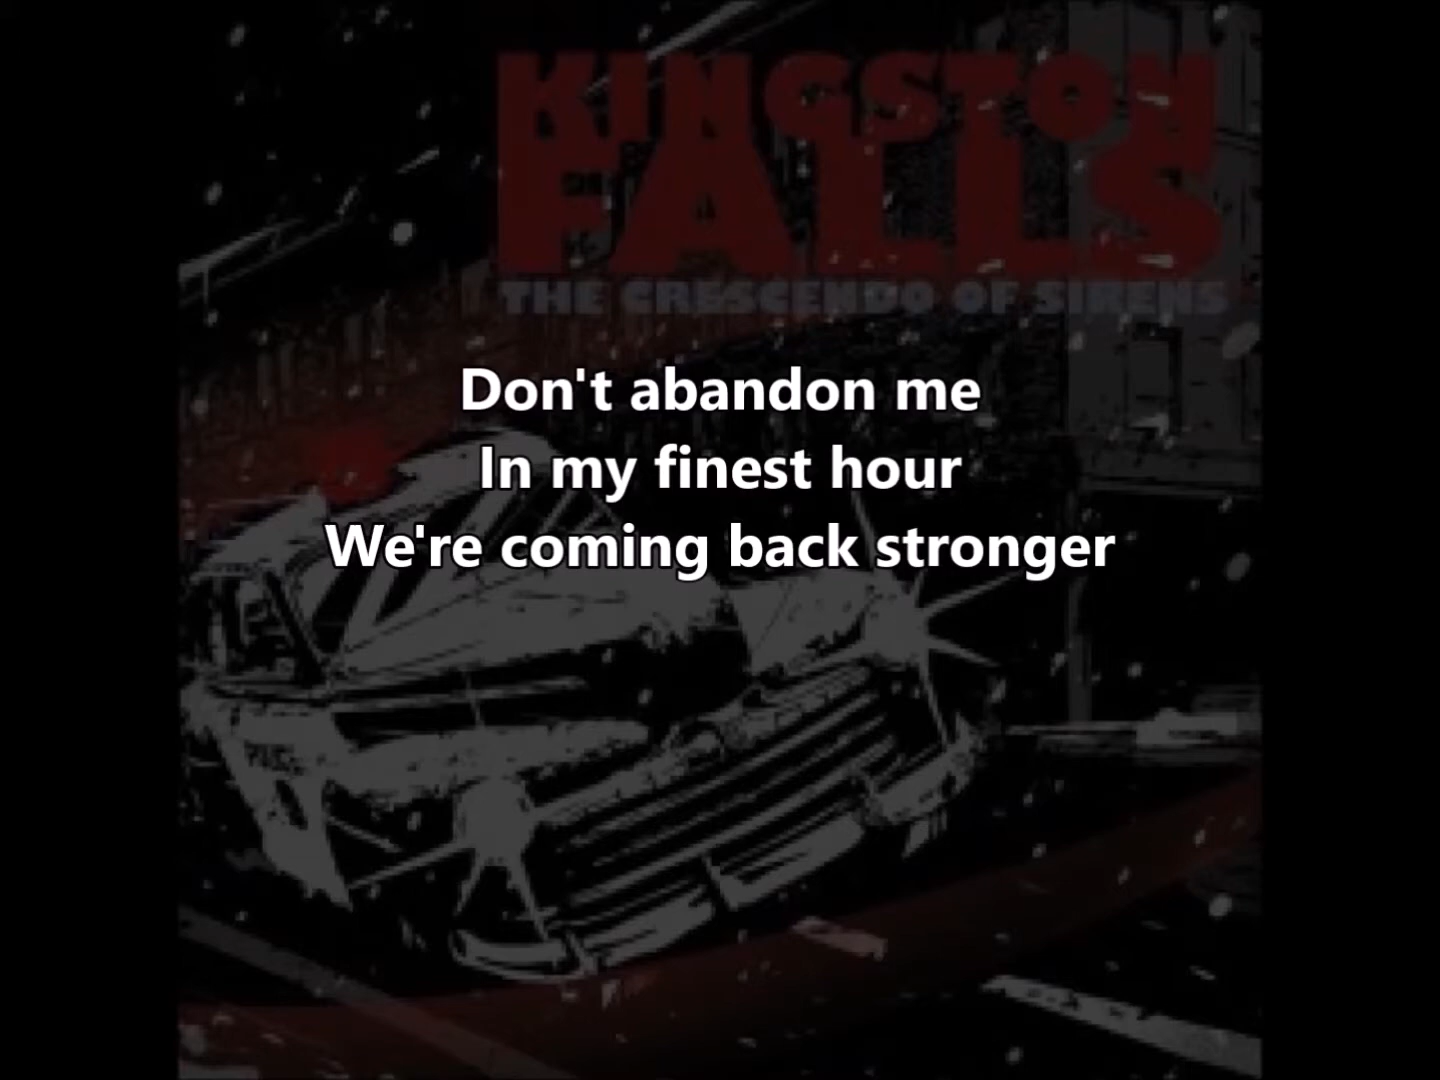 KINGSTON
FALLS
THE CRESCENDO OF SIRENS
Don't abandon me
In my finest hour
We're coming back stronger